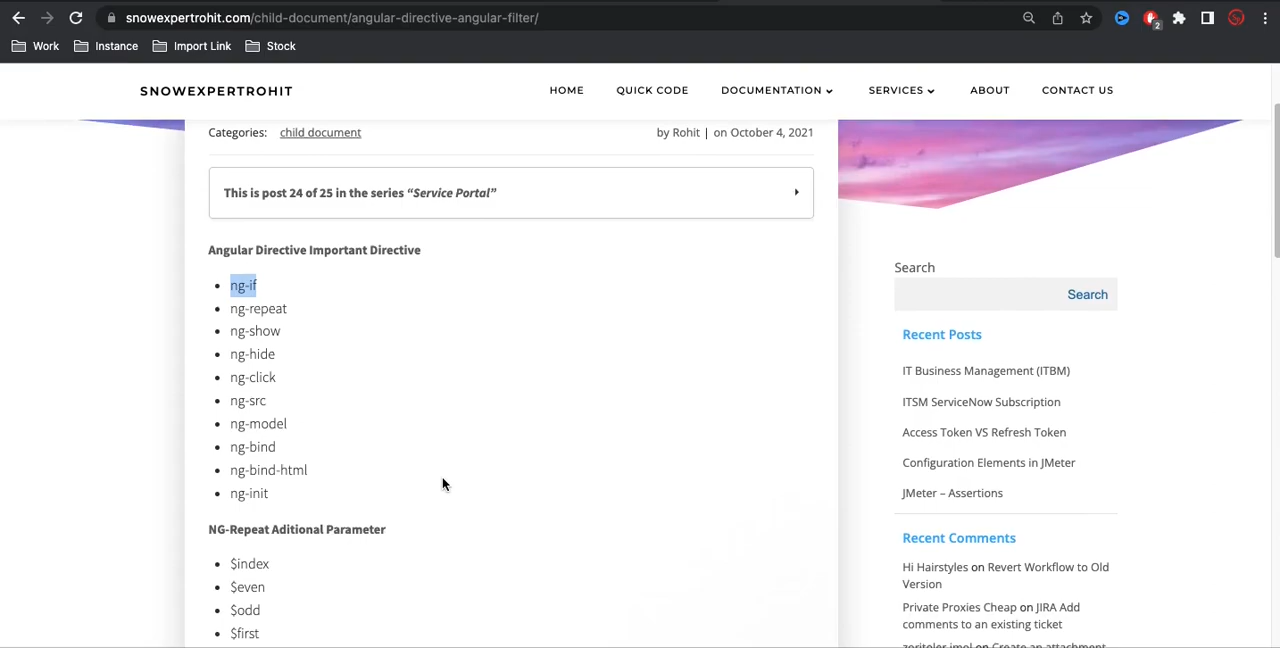 snowexpertrohit.com/child-document/angular-directive-angular-filter/
2
Work Instance Import Link Stock
SNOWEXPERTROHIT HOME QUICK CODE DOCUMENTATION SERVICES ABOUT CONTACT US
Categories: child document by Rohit | on October 4, 2021
This is post 24 of 25 in the series “Service Portal”
Angular Directive Important Directive
• ng-if
• ng-repeat
• ng-show
• ng-hide
• ng-click
• ng-src
• ng-model
• ng-bind
• ng-bind-html
• ng-init
NG-Repeat Aditional Parameter
• $index
• $even
• $odd
• $first
Search
Search
Recent Posts
IT Business Management (ITBM)
ITSM ServiceNow Subscription
Access Token VS Refresh Token
Configuration Elements in JMeter
JMeter – Assertions
Recent Comments
Hi Hairstyles on Revert Workflow to Old
Version
Private Proxies Cheap on JIRA Add
comments to an existing ticket
on Create an attachment